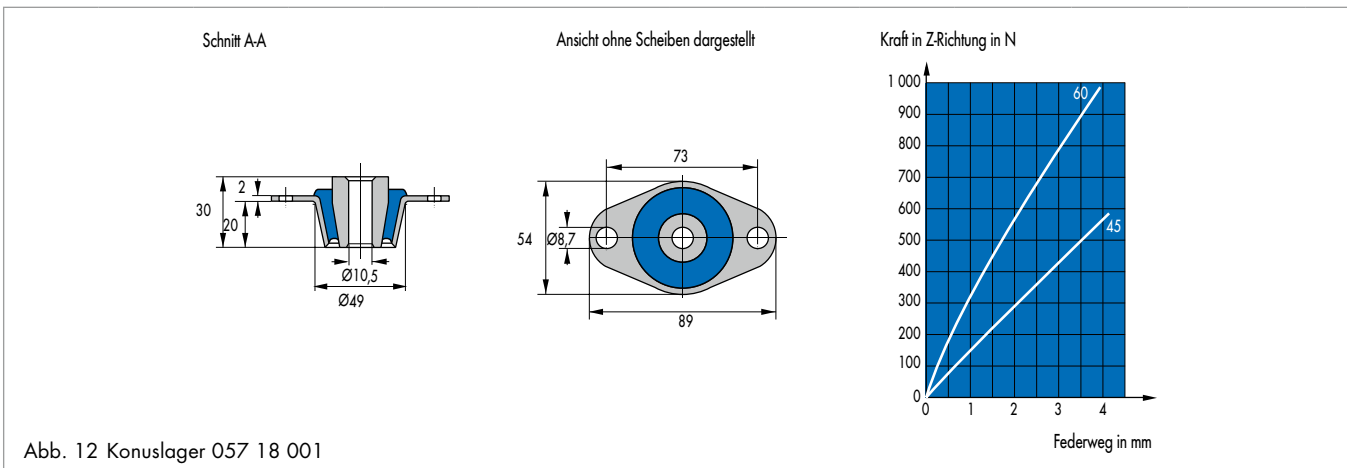 Schnitt A-A
Ansicht ohne Scheiben dargestellt
Kraft in Z-Richtung in N
30
2
20
Ø10,5
Ø49
73
54
Ø8,7
89
1 000
900
800
700
600
500
400
300
200
100
0
60
45
0 1 2 3 4
Federweg in mm
Abb. 12 Konuslager 057 18 001